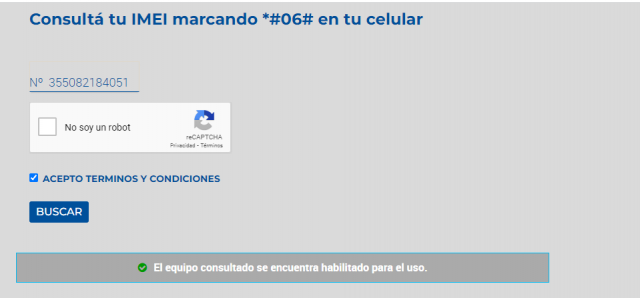 Consultá tu IMEI marcando *#06# en tu celular
Nº 355082184051
No soy un robot
reCAPTCHA
Privacidad - Términos
ACEPTO TERMINOS Y CONDICIONES
BUSCAR
El equipo consultado se encuentra habilitado para el uso.